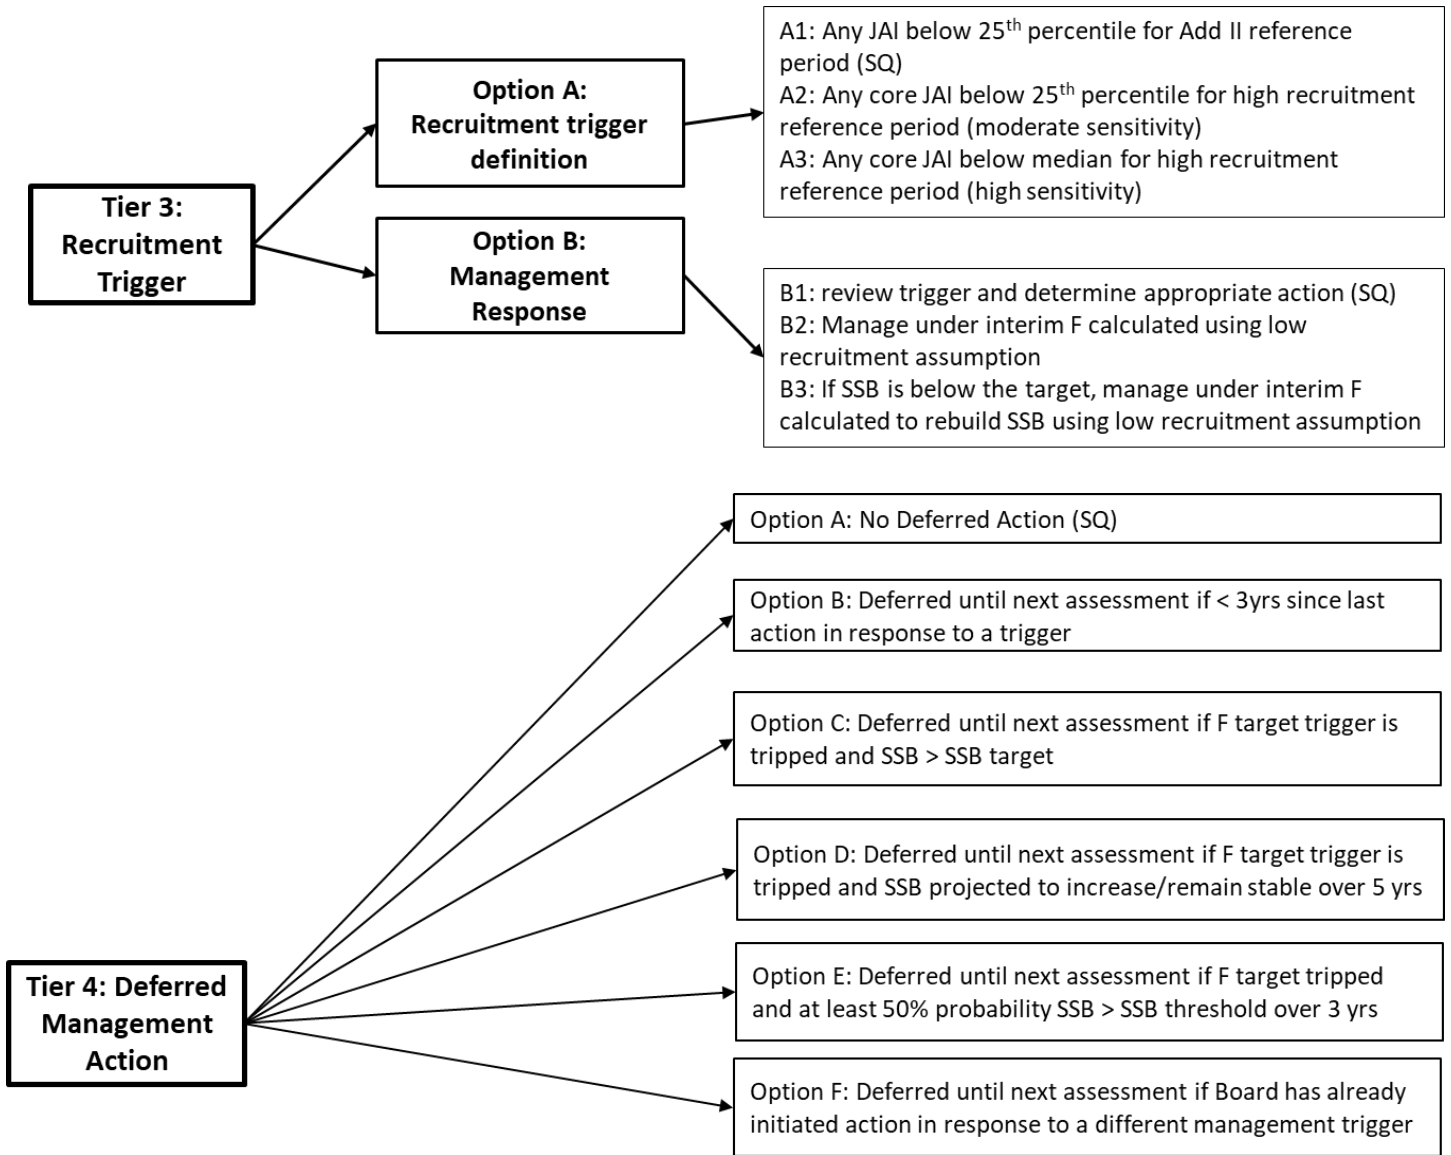 Tier 3:
Recruitment
Trigger
Option A:
Recruitment trigger
definition
Option B:
Management
Response
A1: Any JAI below 25th percentile for Add II reference
period (SQ)
A2: Any core JAI below 25th percentile for high recruitment
reference period (moderate sensitivity)
A3: Any core JAI below median for high recruitment
reference period (high sensitivity)
B1: review trigger and determine appropriate action (SQ)
B2: Manage under interim F calculated using low
recruitment assumption
B3: If SSB is below the target, manage under interim F
calculated to rebuild SSB using low recruitment assumption
Tier 4: Deferred
Management
Action
Option A: No Deferred Action (SQ)
Option B: Deferred until next assessment if < 3yrs since last
action in response to a trigger
Option C: Deferred until next assessment if F target trigger is
tripped and SSB > SSB target
Option D: Deferred until next assessment if F target trigger is
tripped and SSB projected to increase/remain stable over 5 yrs
Option E: Deferred until next assessment if F target tripped
and at least 50% probability SSB > SSB threshold over 3 yrs
Option F: Deferred until next assessment if Board has already
initiated action in response to a different management trigger